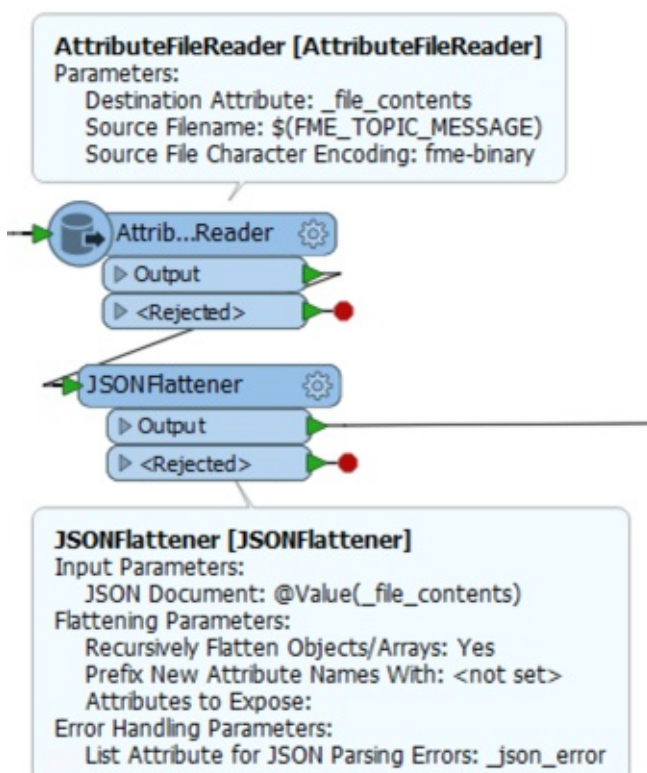 AttributeFileReader [AttributeFileReader]
Parameters:
Destination Attribute: _file_contents
Source Filename: $(FME_TOPIC_MESSAGE)
Source File Character Encoding: fme-binary
Attrib...Reader
Output
<Rejected>
JSONFlattener
Output
<Rejected>
JSONFlattener [JSONFlattener]
Input Parameters:
JSON Document: @Value(_file_contents)
Flattening Parameters:
Recursively Flatten Objects/Arrays: Yes
Prefix New Attribute Names With: <not set>
Attributes to Expose:
Error Handling Parameters:
List Attribute for JSON Parsing Errors: _json_error